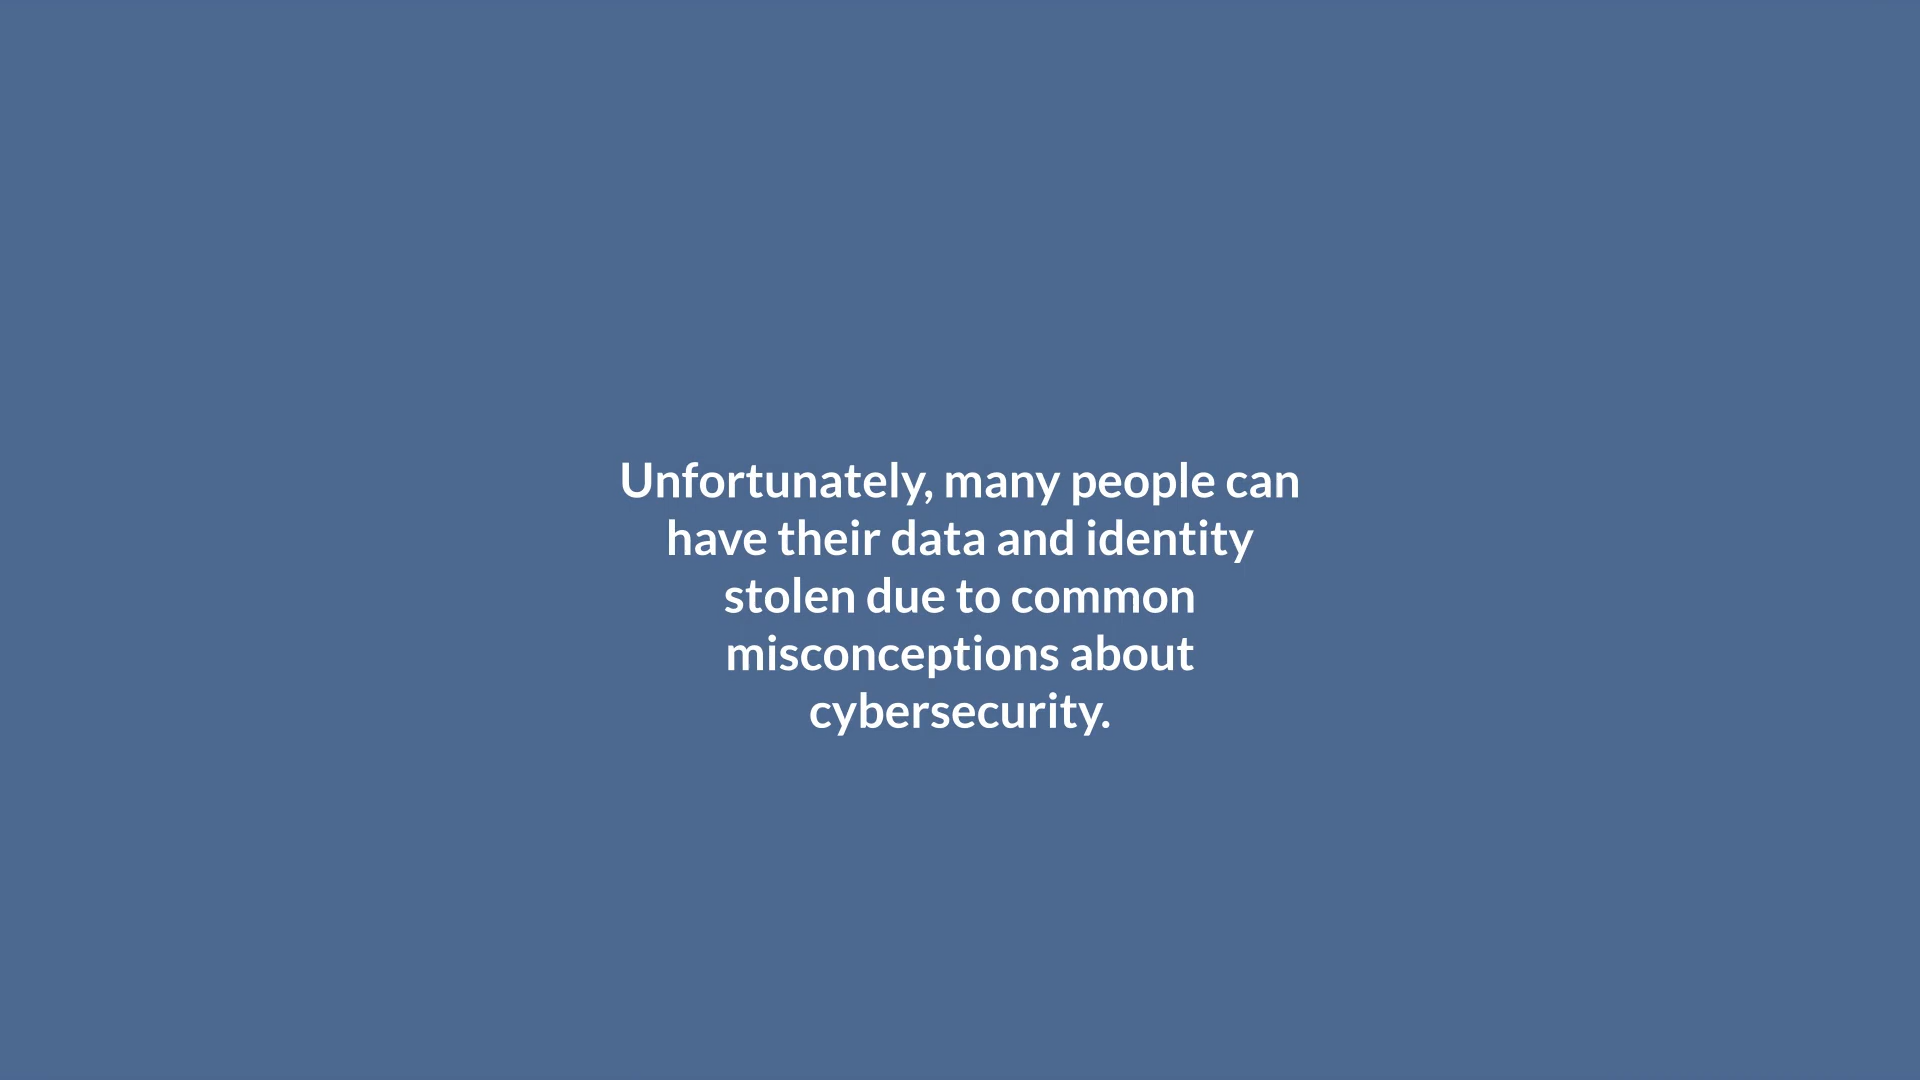 Unfortunately, many people can
have their data and identity
stolen due to common
misconceptions about
cybersecurity.